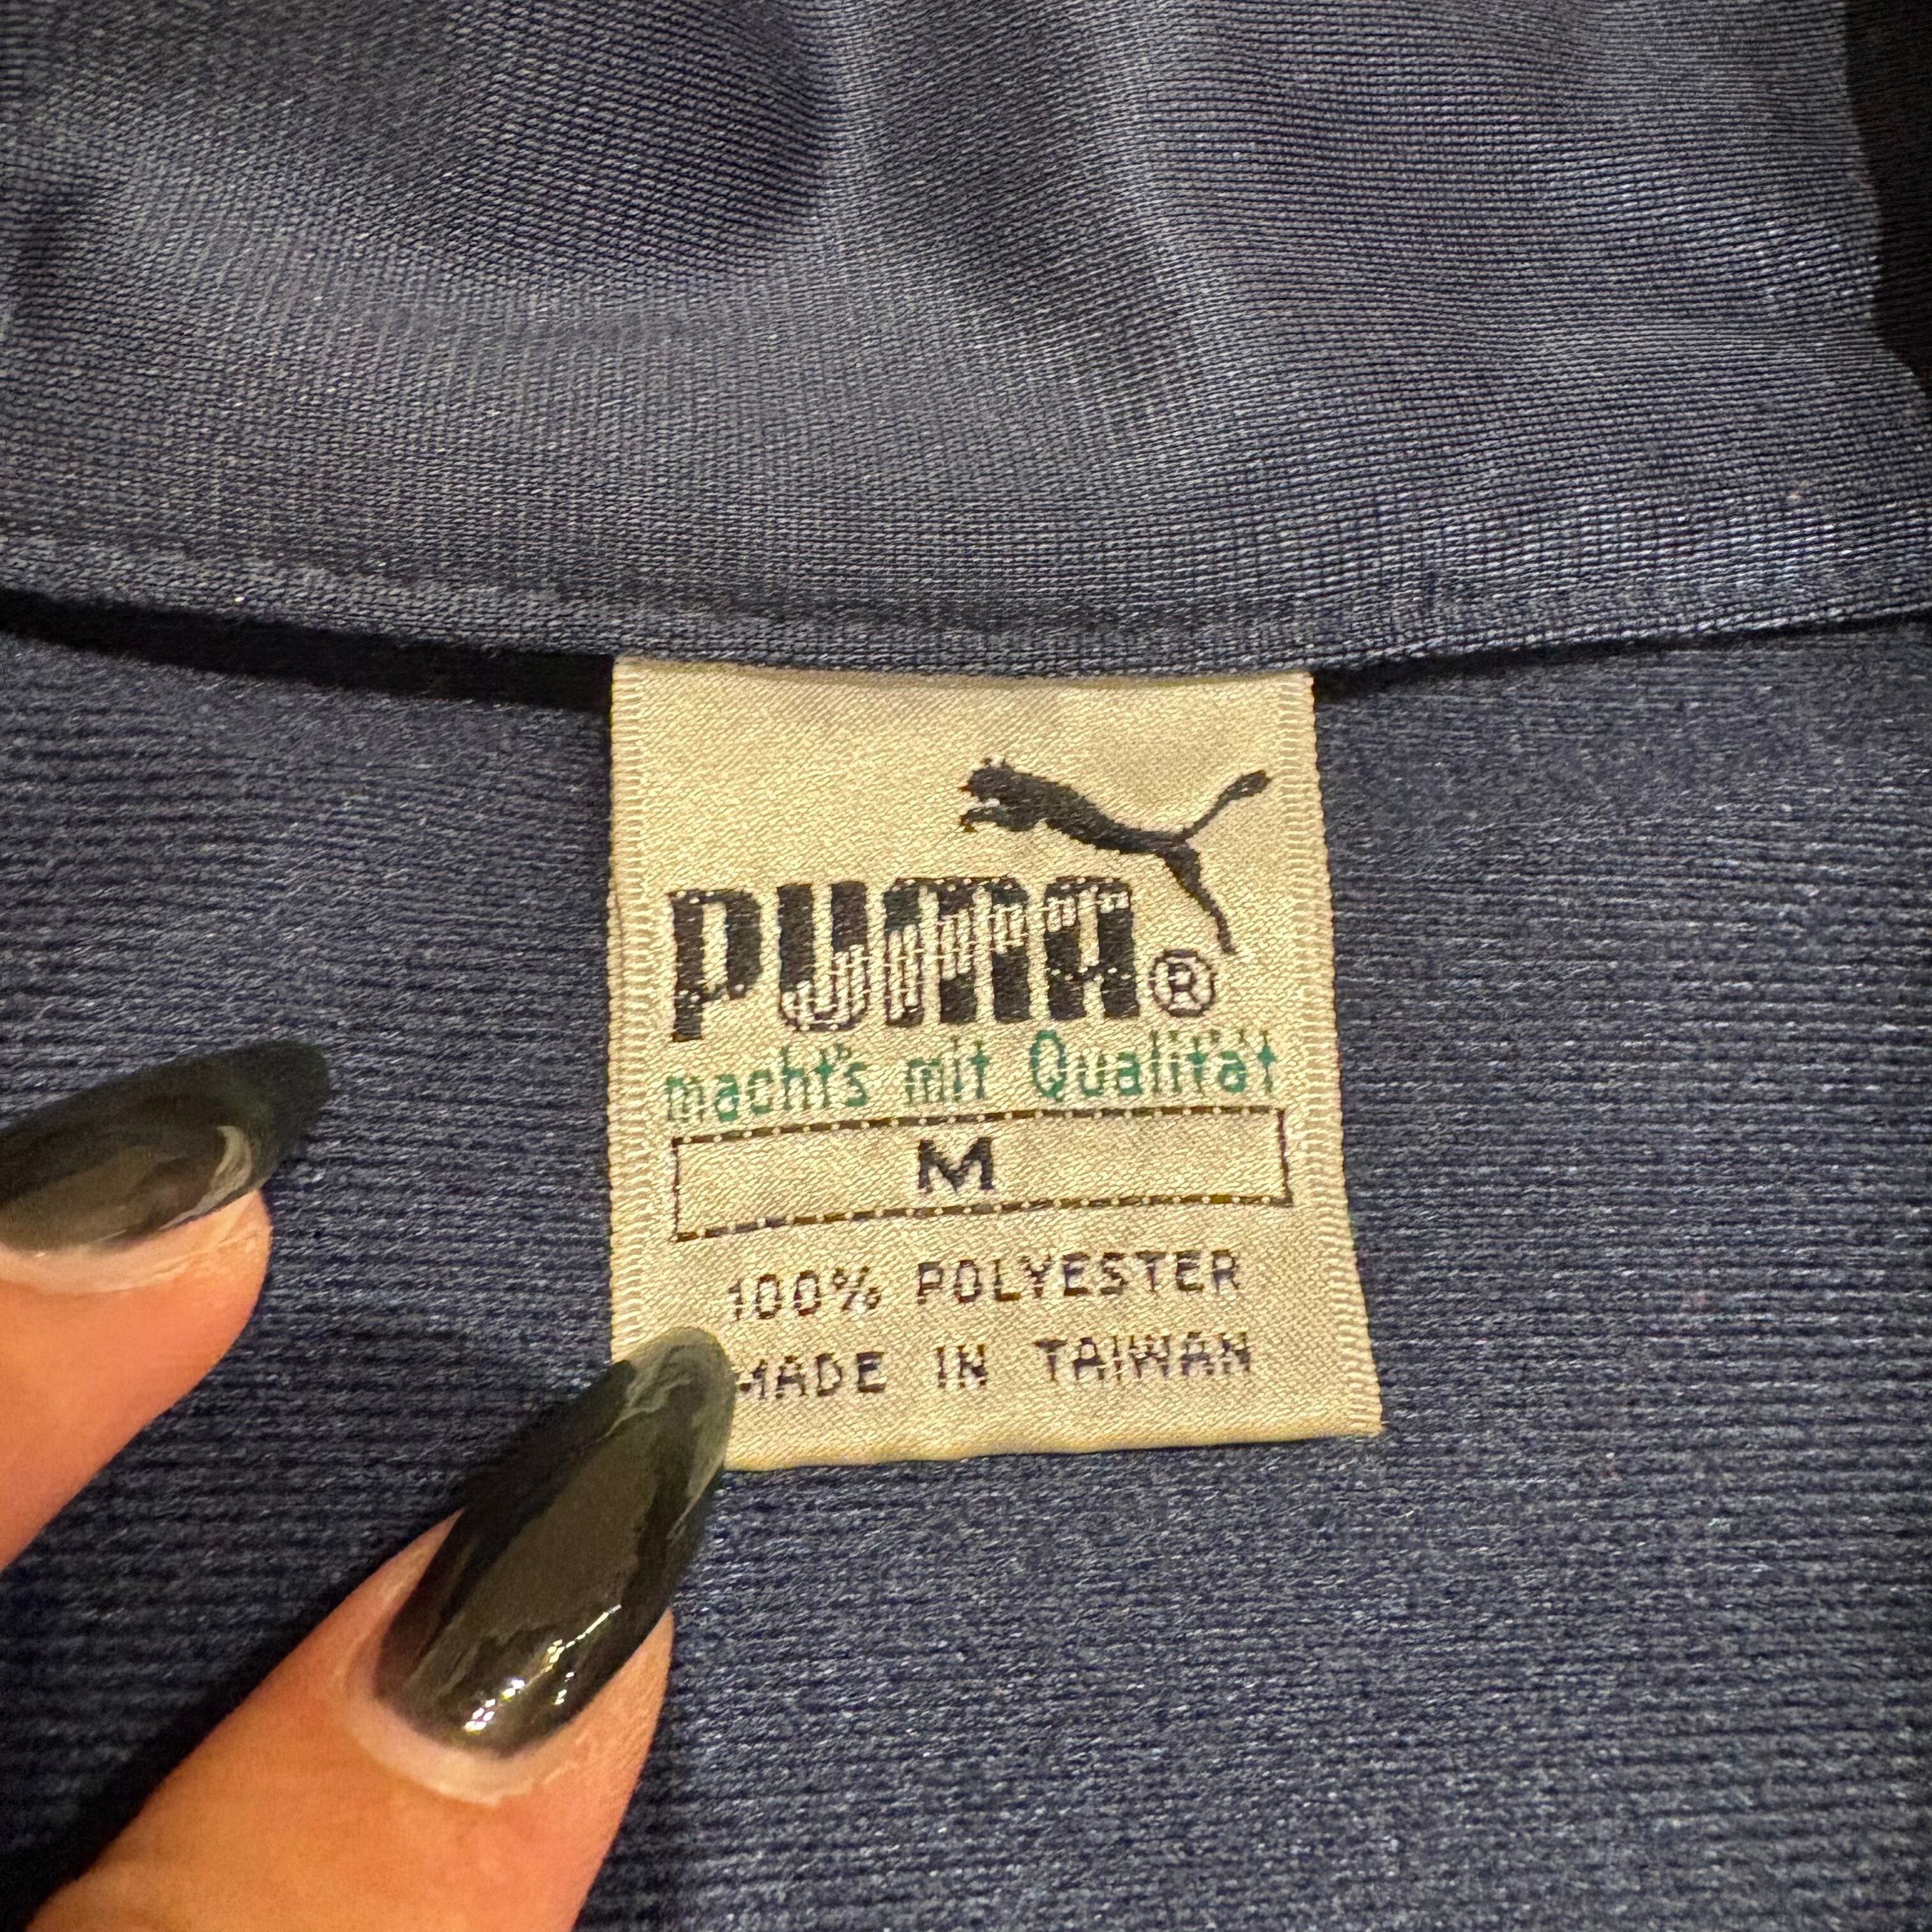 PUMA®
macht's mit Qualität
M
100% POLYESTER
MADE IN TAIWAN